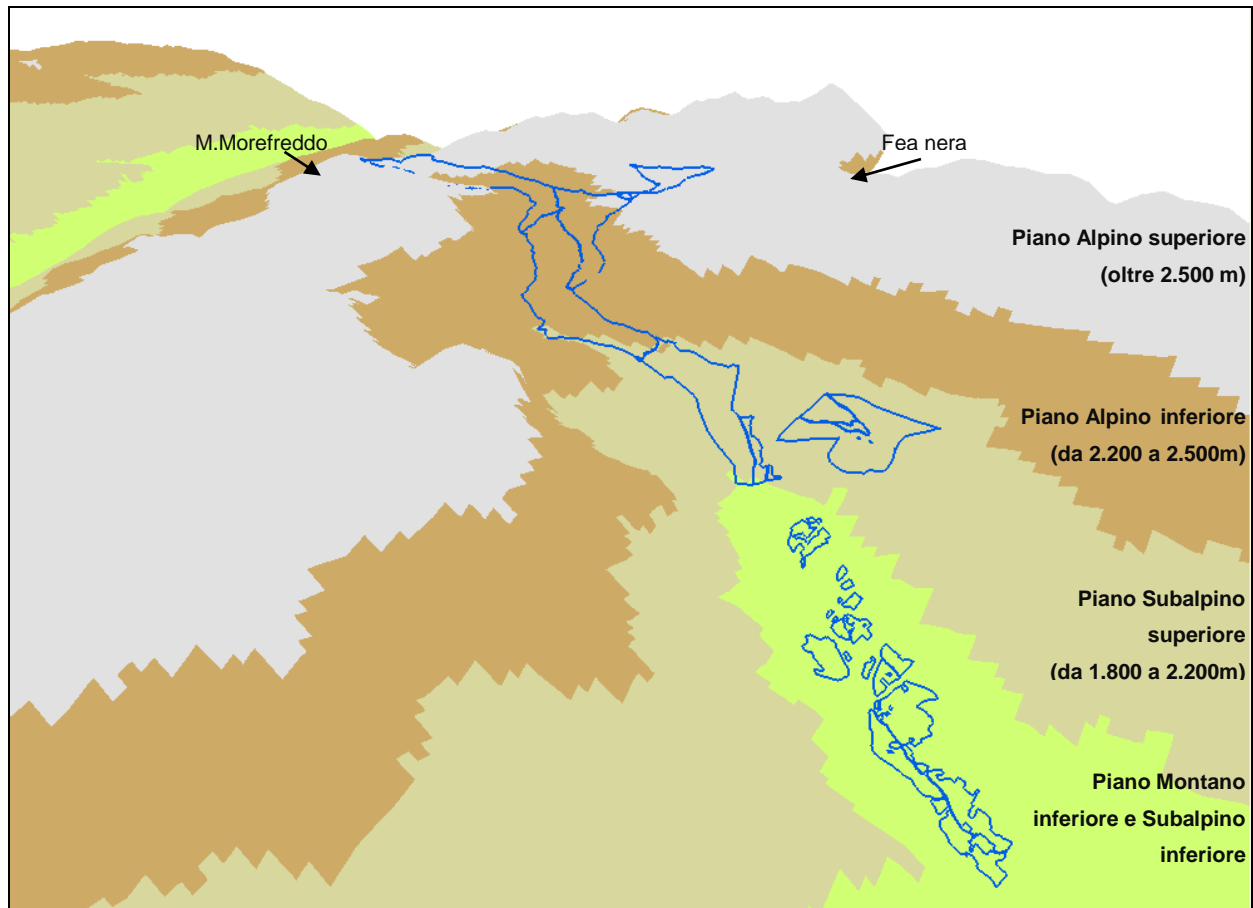 M.Morefreddo
Fea nera
Piano Alpino superiore
(oltre 2.500 m)
Piano Alpino inferiore
(da 2.200 a 2.500m)
Piano Subalpino
superiore
(da 1.800 a 2.200m)
Piano Montano
inferiore e Subalpino
inferiore